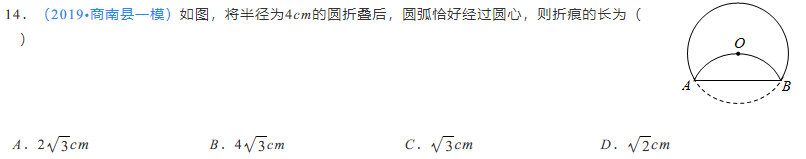 14．（2019•商南县一模）如图，将半径为4cm的圆折叠后，圆弧恰好经过圆心，则折痕的长为（
）
O
A
B
A．2√3cm B．4√3cm C．√3cm D．√2cm